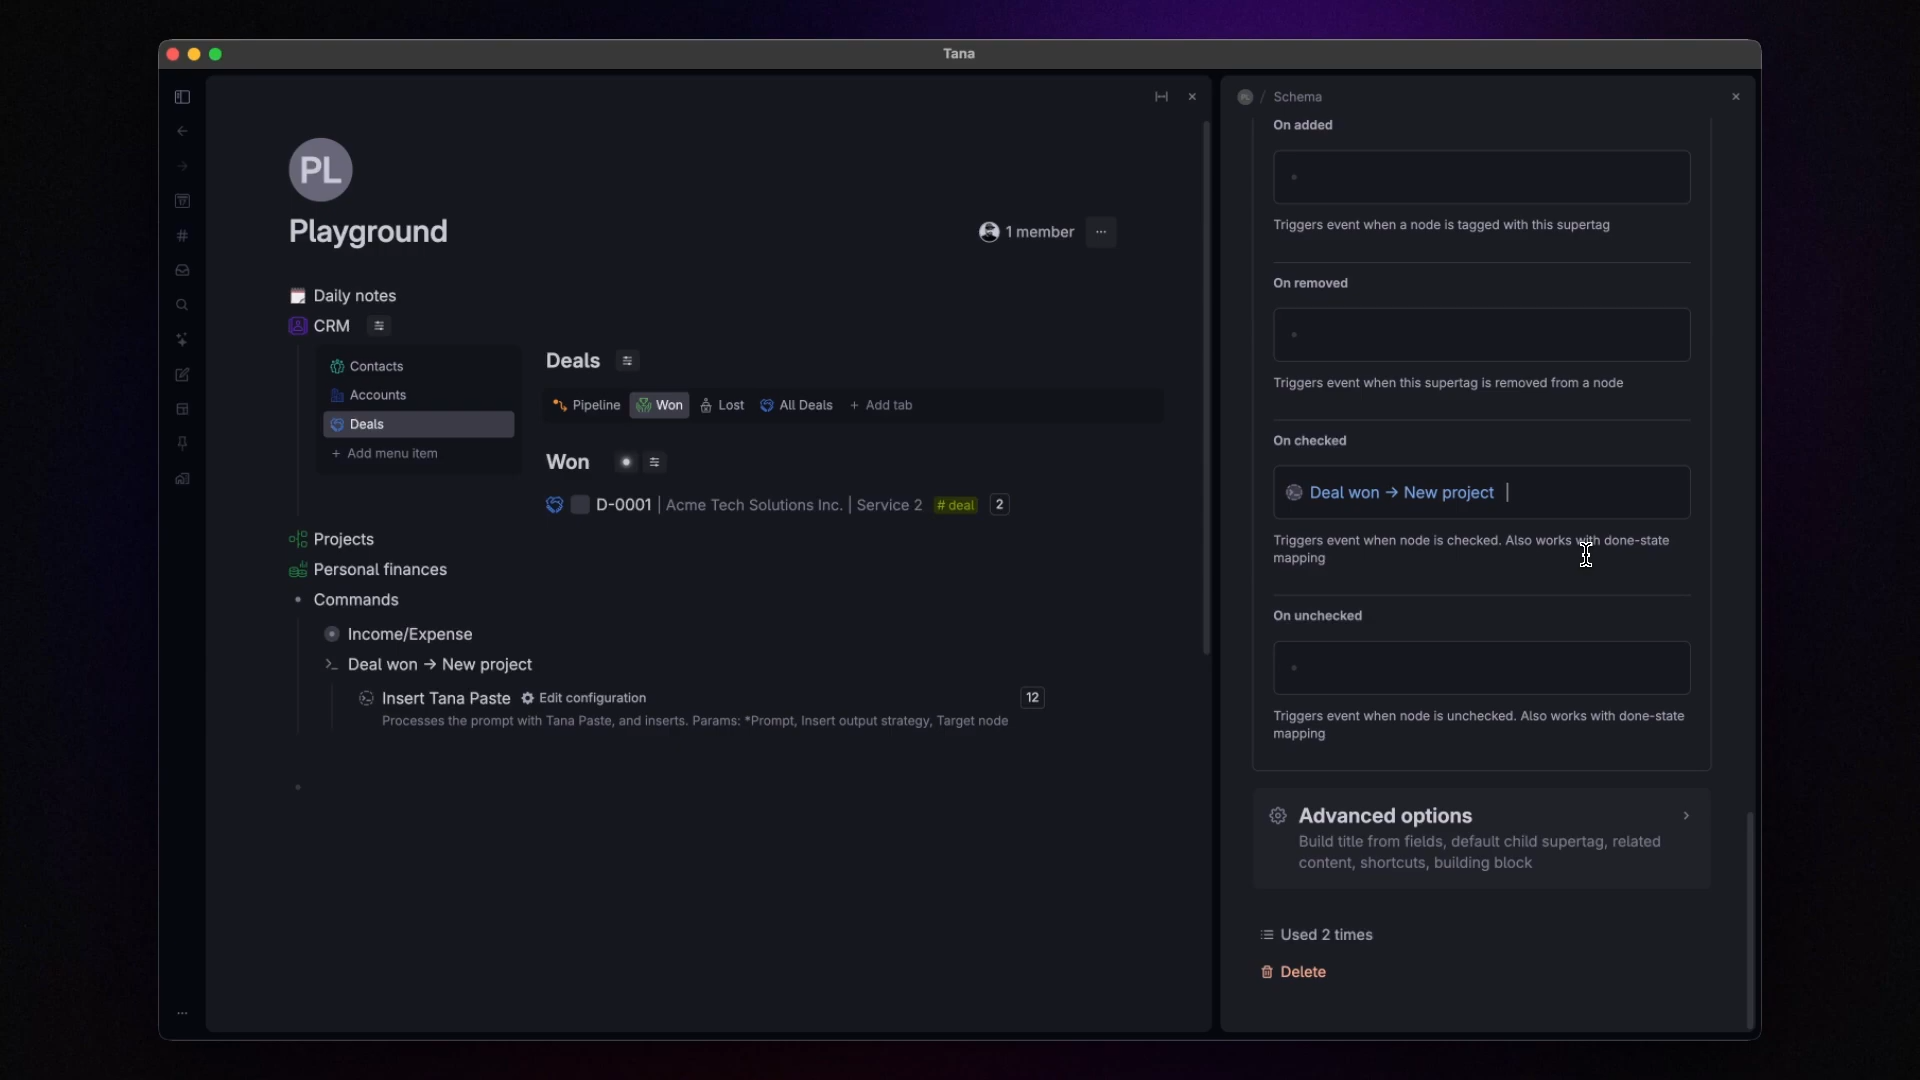 Tana
PL
Playground
1 member
Daily notes
CRM
Contacts
Accounts
Deals
+ Add menu item
Deals
Pipeline
Won
Lost
All Deals
+ Add tab
Won
D-0001 | Acme Tech Solutions Inc. | Service 2 # deal 2
Projects
Personal finances
Commands
Income/Expense
Deal won → New project
Insert Tana Paste Edit configuration 12
Processes the prompt with Tana Paste, and inserts. Params: *Prompt, Insert output strategy, Target node
PL / Schema
On added
Triggers event when a node is tagged with this supertag
On removed
Triggers event when this supertag is removed from a node
On checked
Deal won → New project
Triggers event when node is checked. Also works with done-state
mapping
On unchecked
Triggers event when node is unchecked. Also works with done-state
mapping
Advanced options
Build title from fields, default child supertag, related
content, shortcuts, building block
Used 2 times
Delete